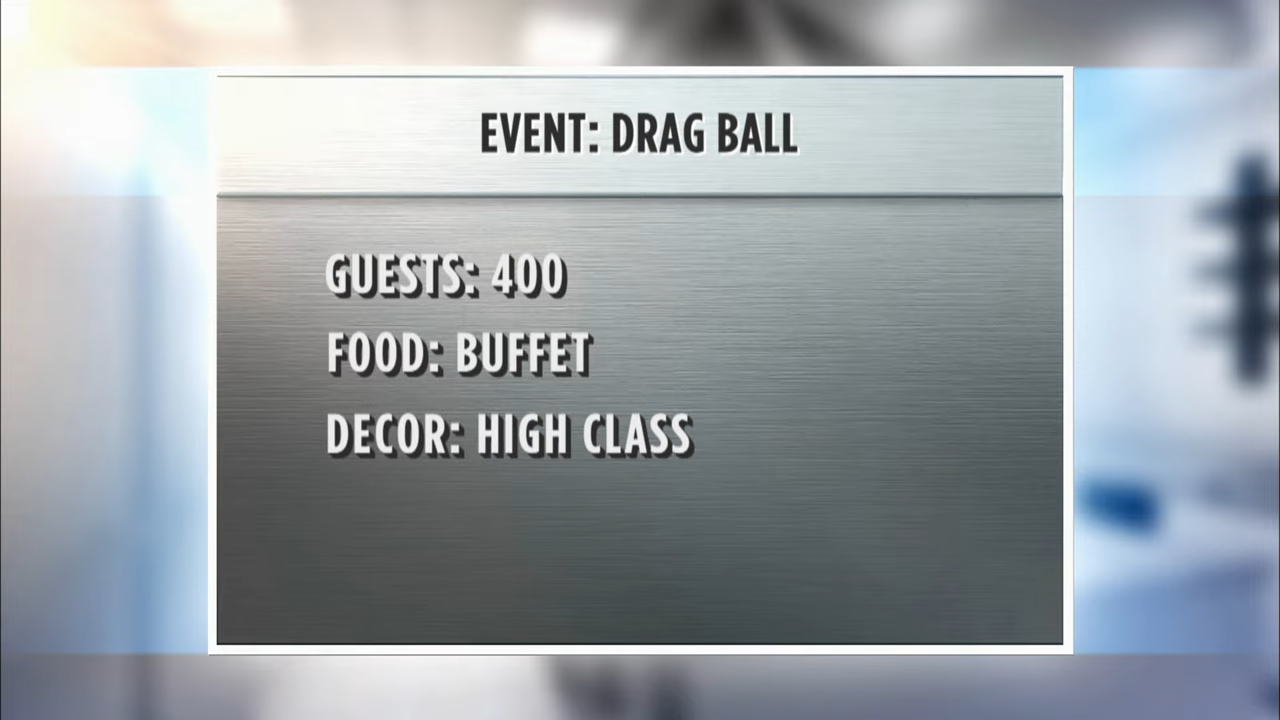 EVENT: DRAG BALL
GUESTS: 400
FOOD: BUFFET
DECOR: HIGH CLASS